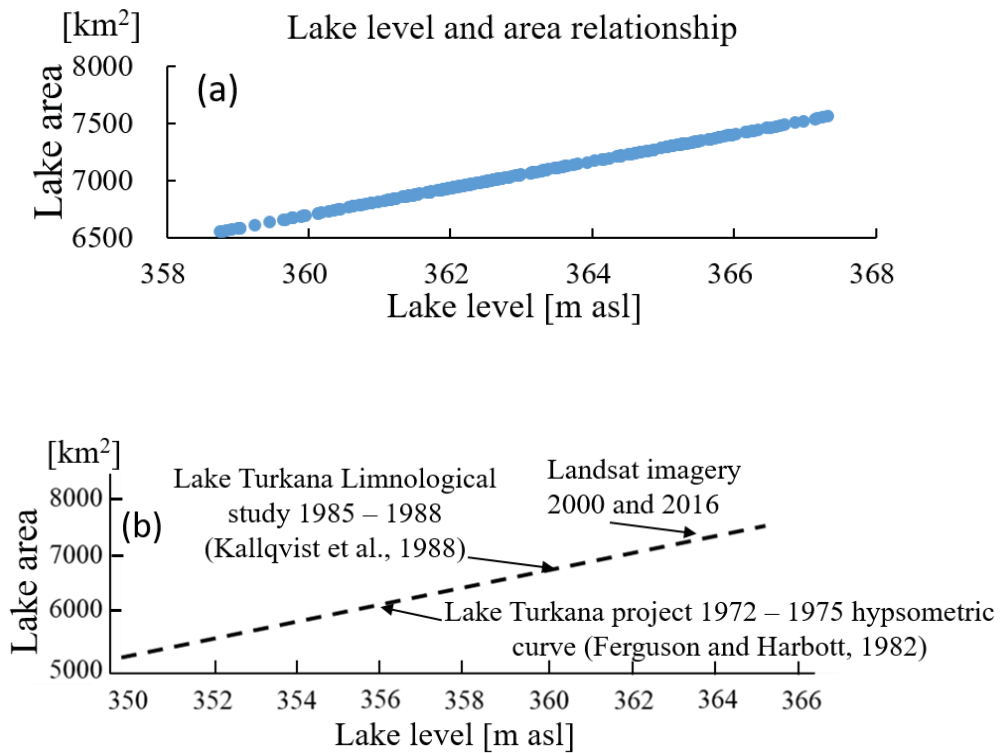 [km²]
Lake level and area relationship
8000
(a)
7500
7000
6500
Lake area
358 360 362 364 366 368
Lake level [m asl]
[km²]
8000
(b)
7000
6000
5000
Lake area
Lake Turkana Limnological
study 1985 – 1988
(Kallqvist et al., 1988)
Landsat imagery
2000 and 2016
Lake Turkana project 1972 – 1975 hypsometric
curve (Ferguson and Harbott, 1982)
350 352 354 356 358 360 362 364 366
Lake level [m asl]